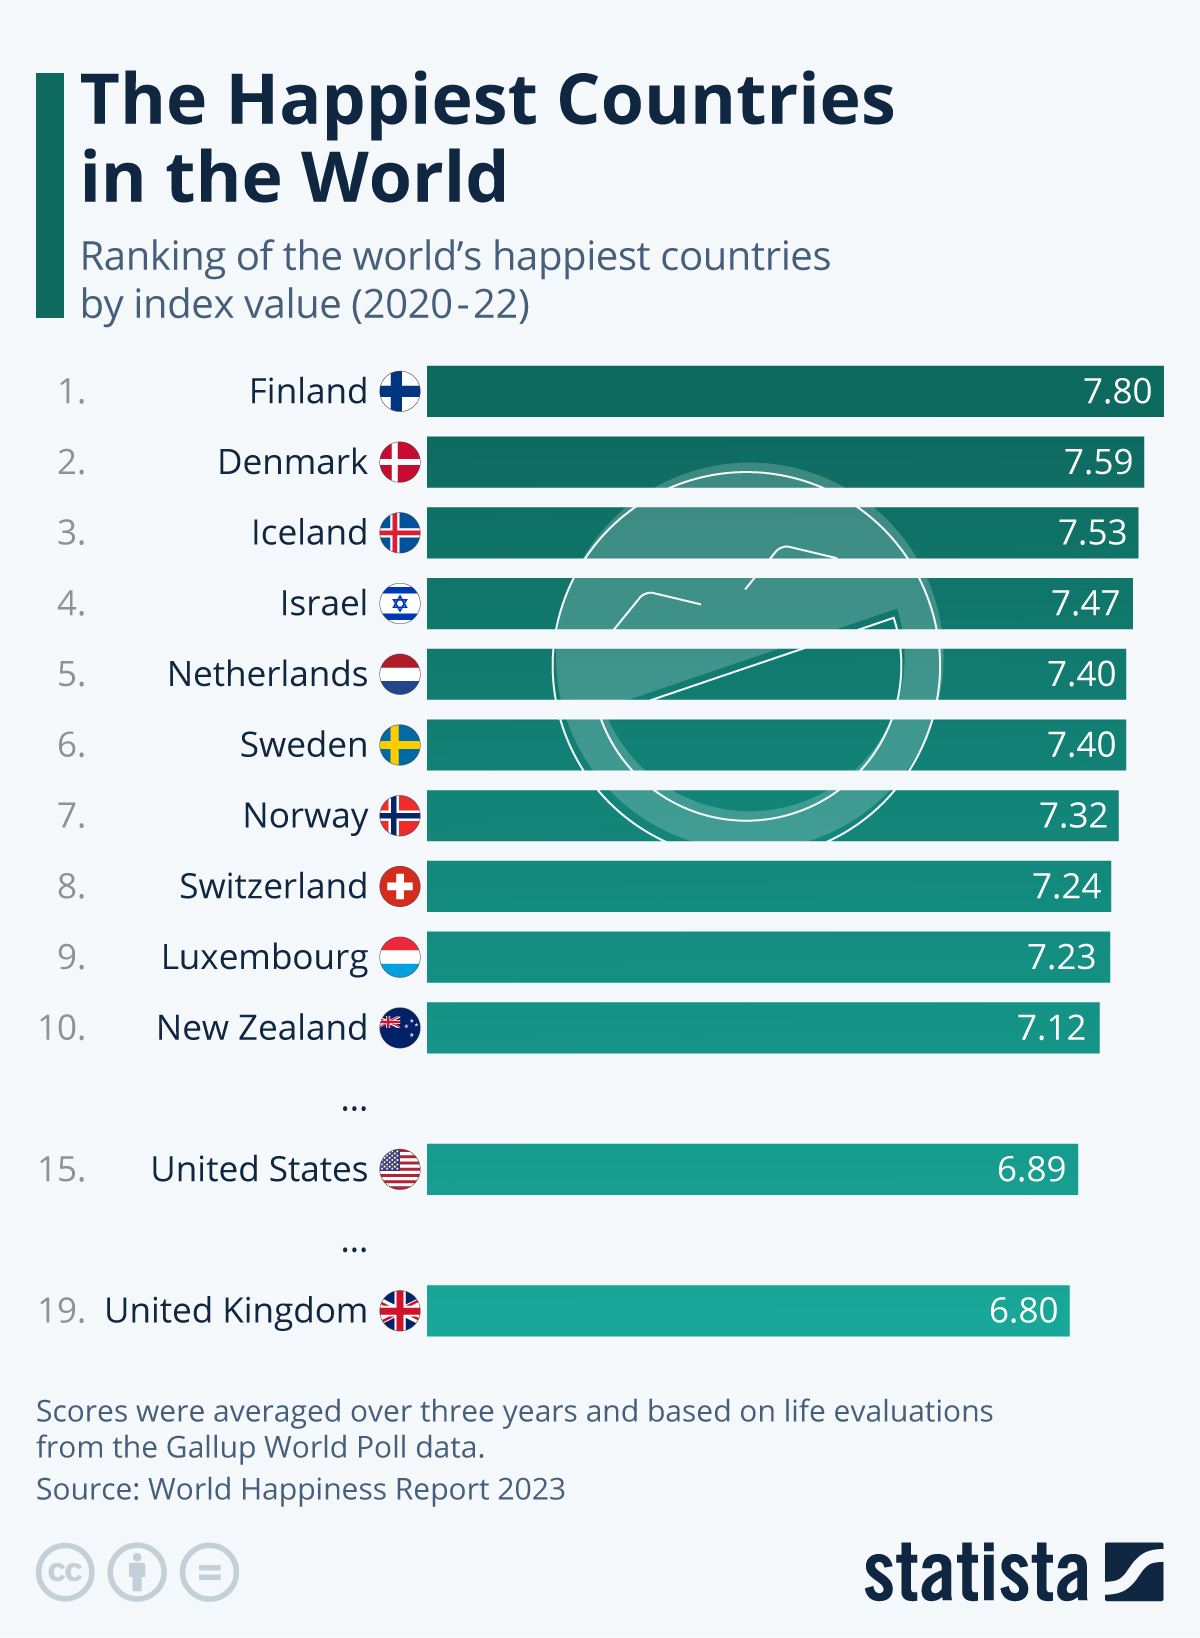 The Happiest Countries
in the World
Ranking of the world’s happiest countries
by index value (2020-22)
1. Finland 7.80
2. Denmark 7.59
3. Iceland 7.53
4. Israel 7.47
5. Netherlands 7.40
6. Sweden 7.40
7. Norway 7.32
8. Switzerland 7.24
9. Luxembourg 7.23
10. New Zealand 7.12
...
15. United States 6.89
...
19. United Kingdom 6.80
Scores were averaged over three years and based on life evaluations
from the Gallup World Poll data.
Source: World Happiness Report 2023
cc = statista